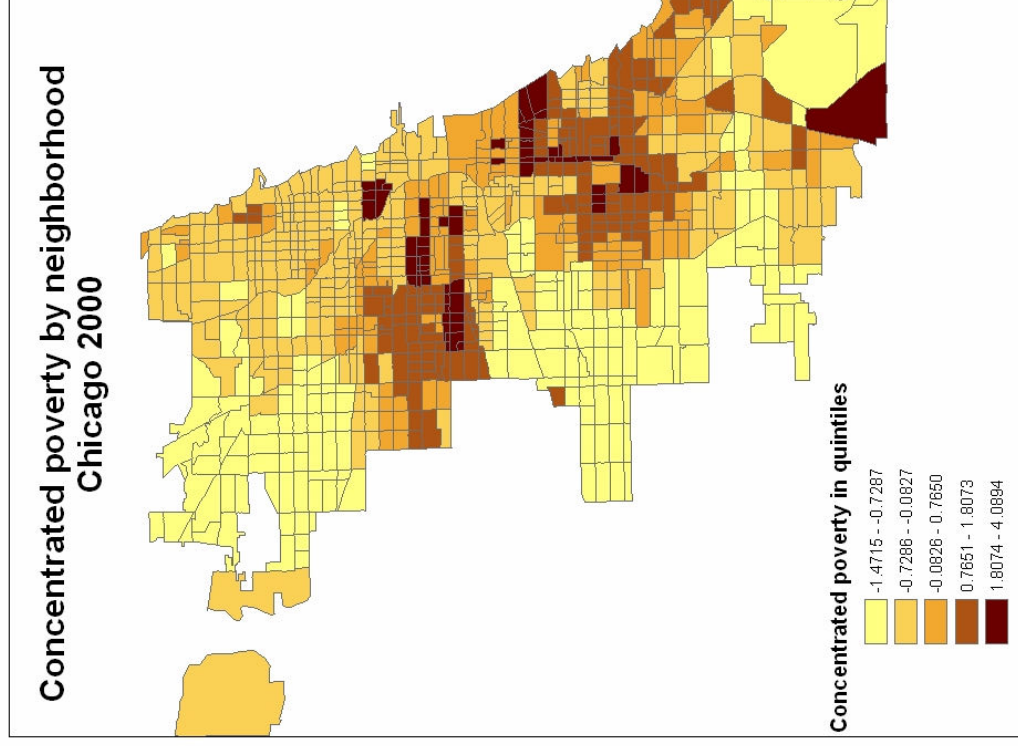 Concentrated poverty by neighborhood
Chicago 2000
Concentrated poverty in quintiles
-1.4715 - -0.7287
-0.7286 - -0.0827
-0.0826 - 0.7650
0.7651 - 1.8073
1.8074 - 4.0894